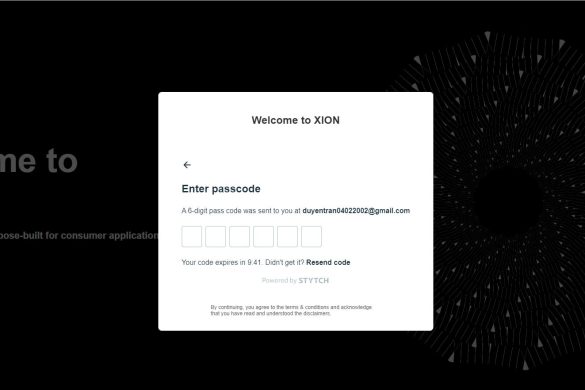 Welcome to XION
me to
Enter passcode
A 6-digit pass code was sent to you at duyentran04022002@gmail.com
pose-built for consumer application
Your code expires in 9:41. Didn't get it? Resend code
Powered by STYTCH
By continuing, you agree to the terms & conditions and acknowledge
that you have read and understood the disclaimers.